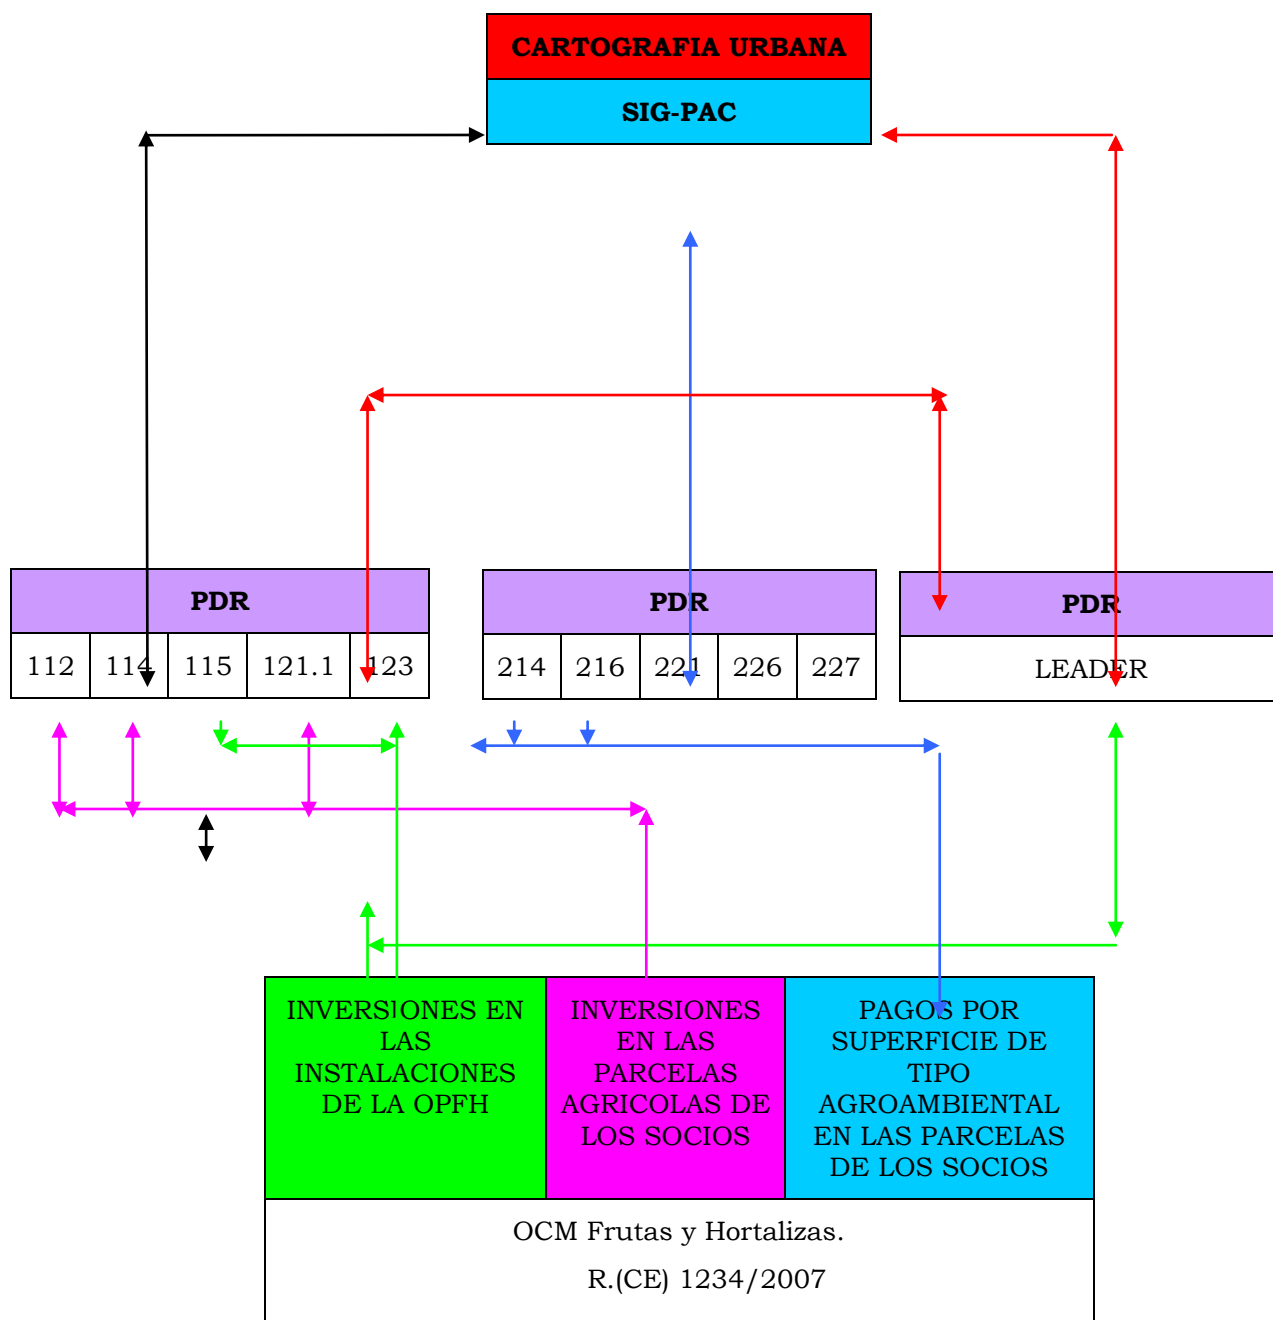 CARTOGRAFIA URBANA
SIG-PAC
PDR
112 114 115 121.1 123
PDR
214 216 221 226 227
PDR
LEADER
INVERSIONES EN
LAS
INSTALACIONES
DE LA OPFH
INVERSIONES
EN LAS
PARCELAS
AGRICOLAS DE
LOS SOCIOS
PAGOS POR
SUPERFICIE DE
TIPO
AGROAMBIENTAL
EN LAS PARCELAS
DE LOS SOCIOS
OCM Frutas y Hortalizas.
R.(CE) 1234/2007